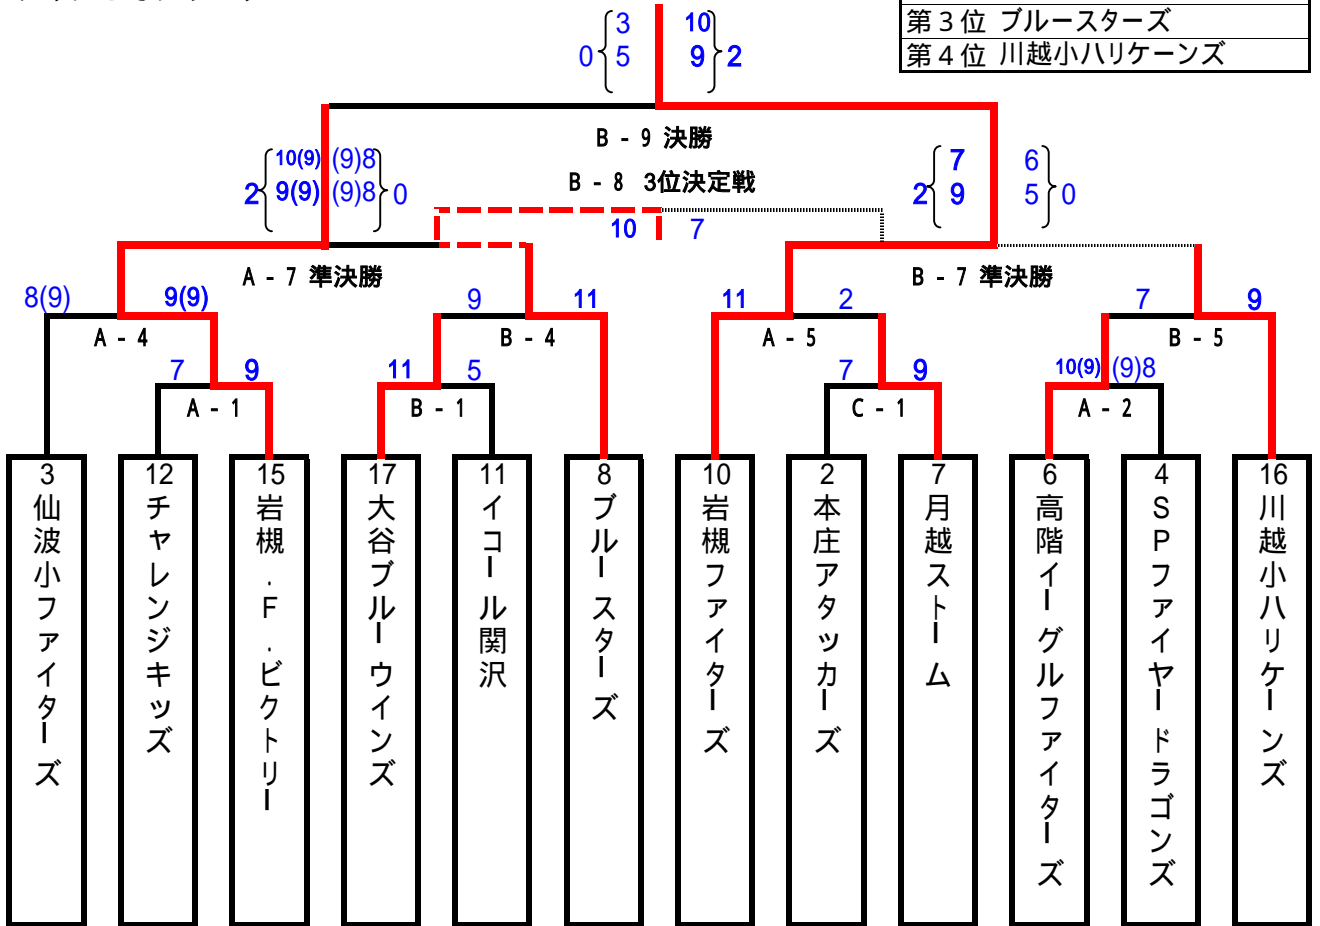 第３位 ブルースターズ
第４位 川越小ハリケーンズ
3 10
0 5 9 2
B - 9 決勝
B - 8 3位決定戦
10(9) (9)8
2 9(9) (9)8 0
7 6
2 9 5 0
10 7
A - 7 準決勝
B - 7 準決勝
8(9) 9(9) 9 11 11 2 7 9
A - 4 B - 4 A - 5 B - 5
7 9 11 5 7 9 10(9) (9)8
A - 1 B - 1 C - 1 A - 2
3
仙波小ファイターズ
12
チャレンジキッズ
15
岩槻．F．ビクトリー
17
大谷ブルーウインズ
11
イコール関沢
8
ブルースターズ
10
岩槻ファイターズ
2
本庄アタッカーズ
7
月越ストーム
6
高階イーグルファイターズ
4
SPファイヤードラゴンズ
16
川越小ハリケーンズ